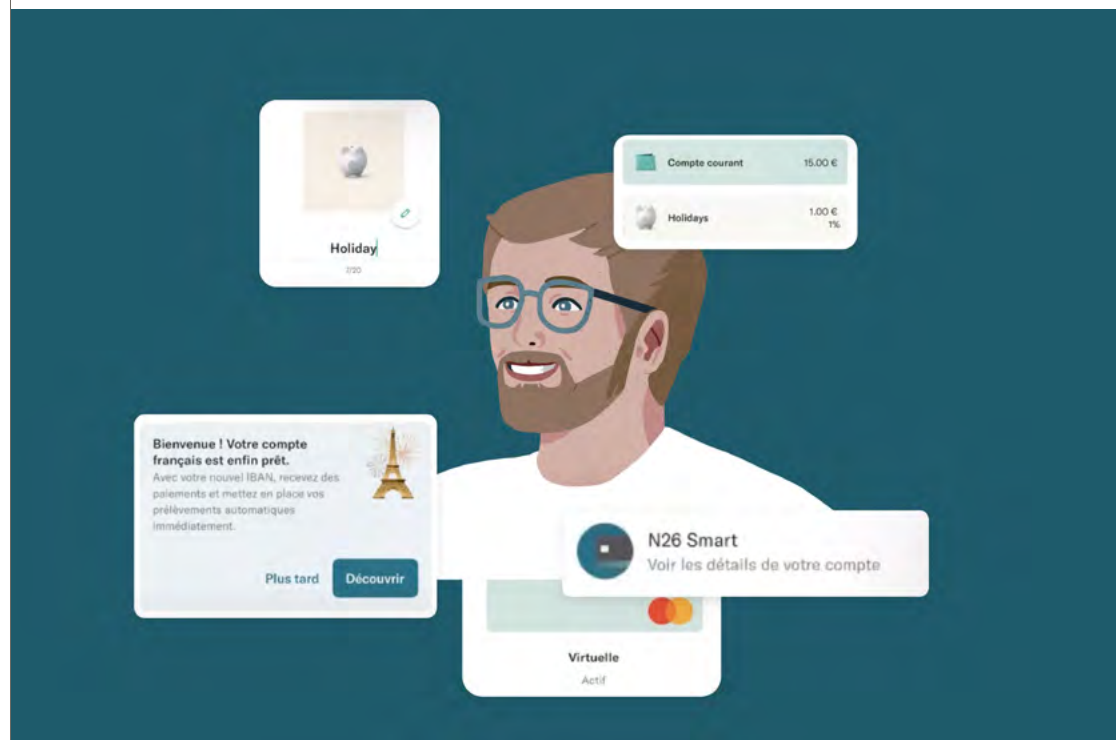 Holiday
7/20
Compte courant 15.00 €
Holidays 1.00 €
1%
Bienvenue ! Votre compte
français est enfin prêt.
Avec votre nouvel IBAN, recevez des
paiements et mettez en place vos
prélèvements automatiques
immédiatement.
Plus tard Découvrir
N26 Smart
Voir les détails de votre compte
Virtuelle
Actif